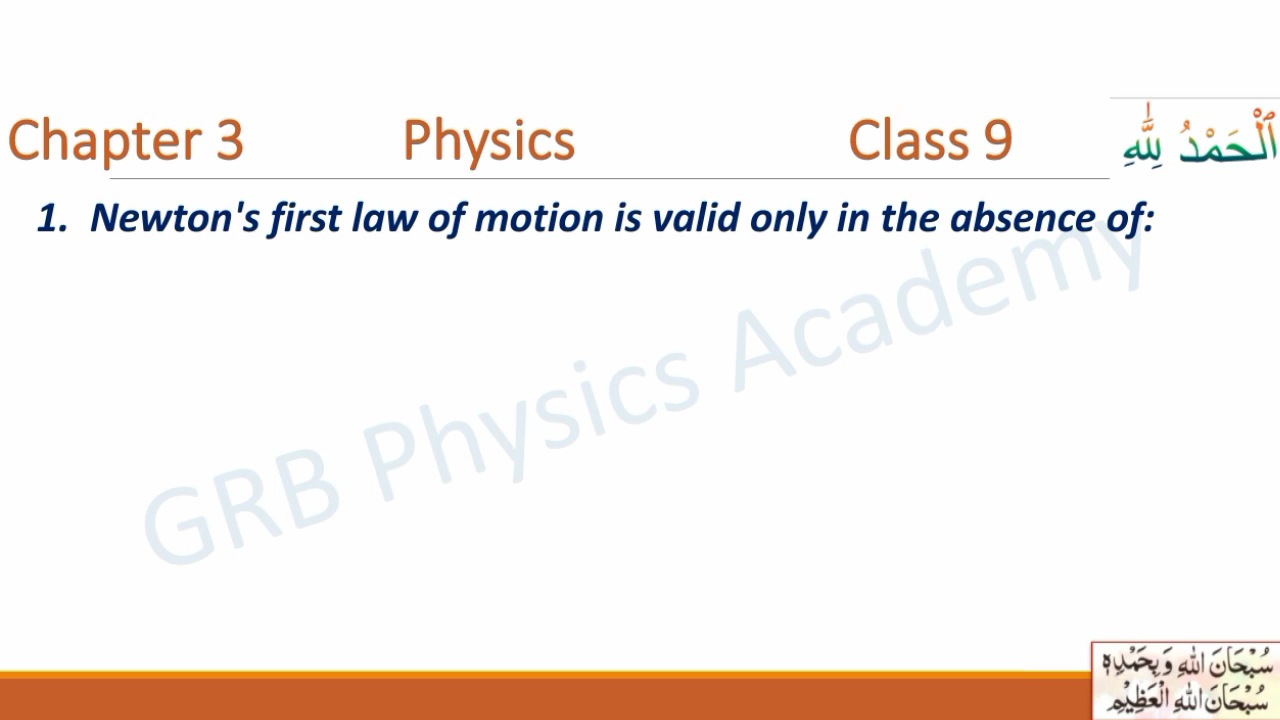 Chapter 3 Physics Class 9
اَلْحَمْدُ لِلّٰهِ
1. Newton's first law of motion is valid only in the absence of:
GRB Physics Academy
سُبْحَانَ اللهِ وَ بِحَمْدِهٖ
سُبْحَانَ اللهِ الْعَظِيْمِ